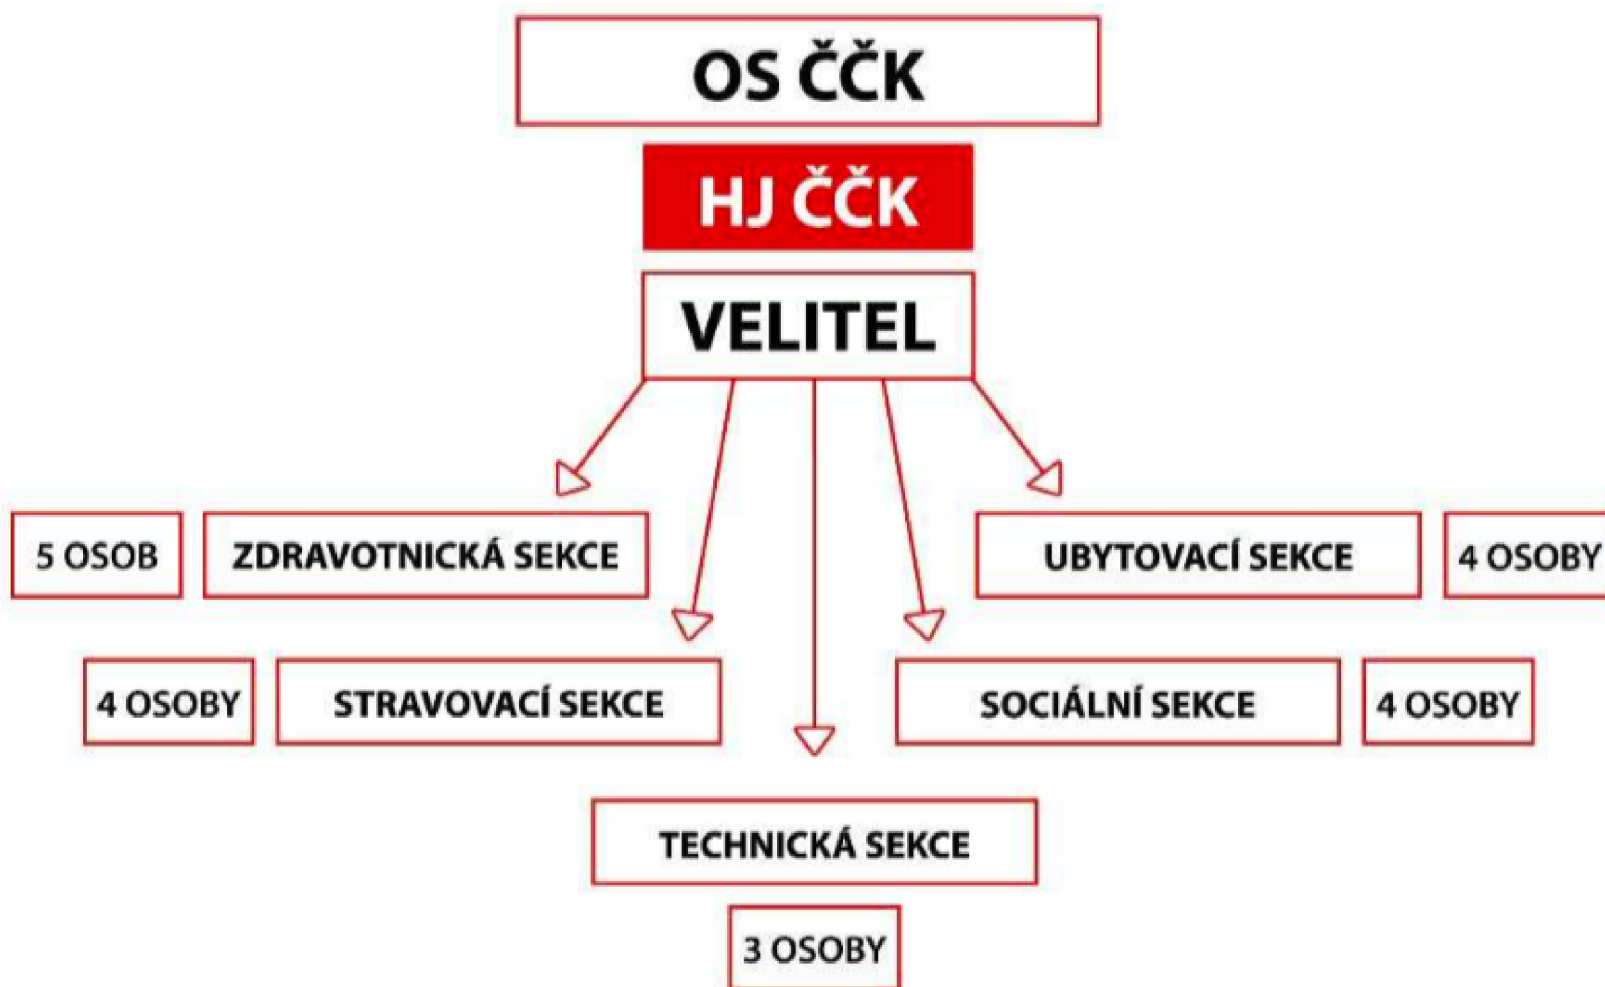 OS ČČK
HJ ČČK
VELITEL
5 OSOB
ZDRAVOTNICKÁ SEKCE
UBYTOVACÍ SEKCE
4 OSOBY
4 OSOBY
STRAVOVACÍ SEKCE
SOCIÁLNÍ SEKCE
4 OSOBY
TECHNICKÁ SEKCE
3 OSOBY